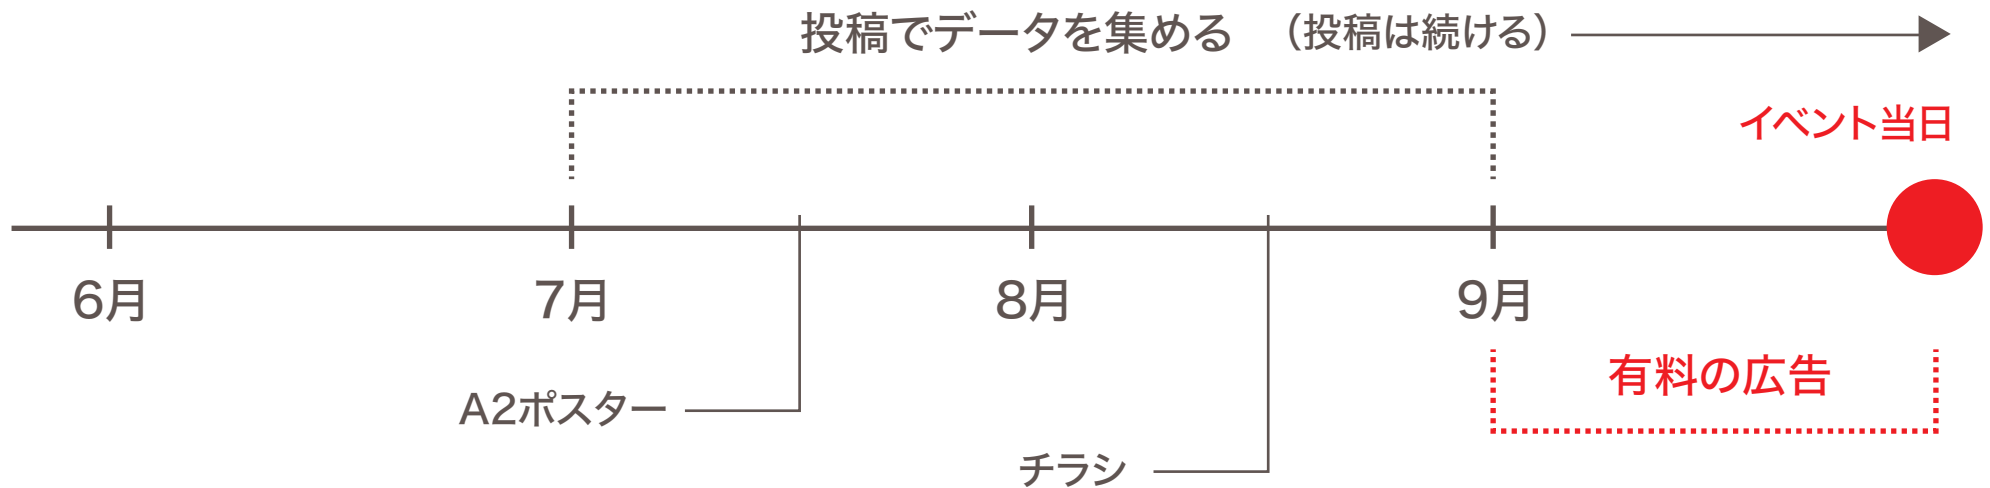 投稿でデータを集める （投稿は続ける）
イベント当日
6月 7月 8月 9月
有料の広告
A2ポスター
チラシ